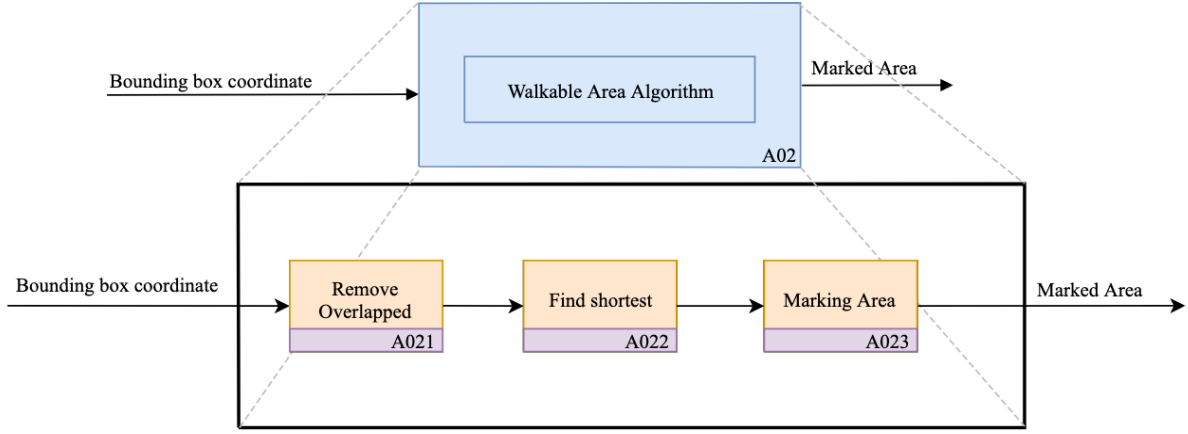 Bounding box coordinate
Walkable Area Algorithm
Marked Area
A02
Bounding box coordinate
Remove
Overlapped
A021
Find shortest
A022
Marking Area
A023
Marked Area